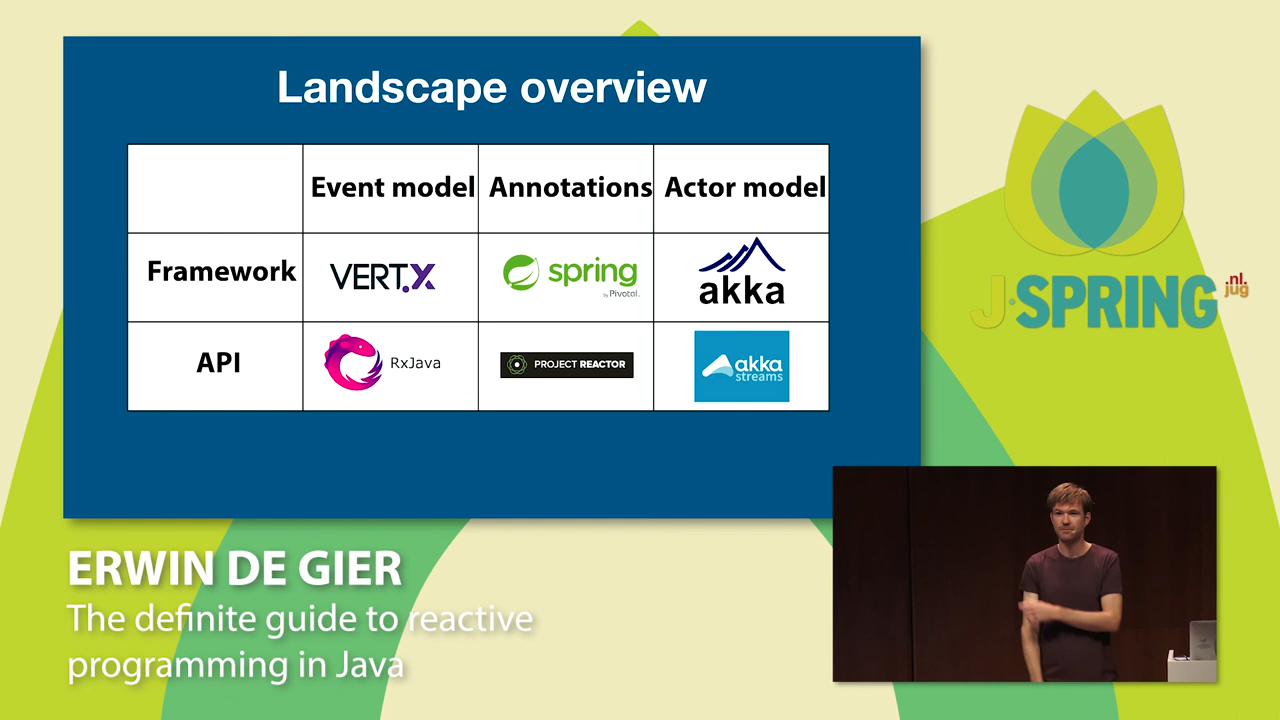 Landscape overview
Event model Annotations Actor model
Framework VERT.X spring by Pivotal. akka
API RxJava PROJECT REACTOR akka streams
J·SPRING .nl.jug
ERWIN DE GIER
The definite guide to reactive
programming in Java